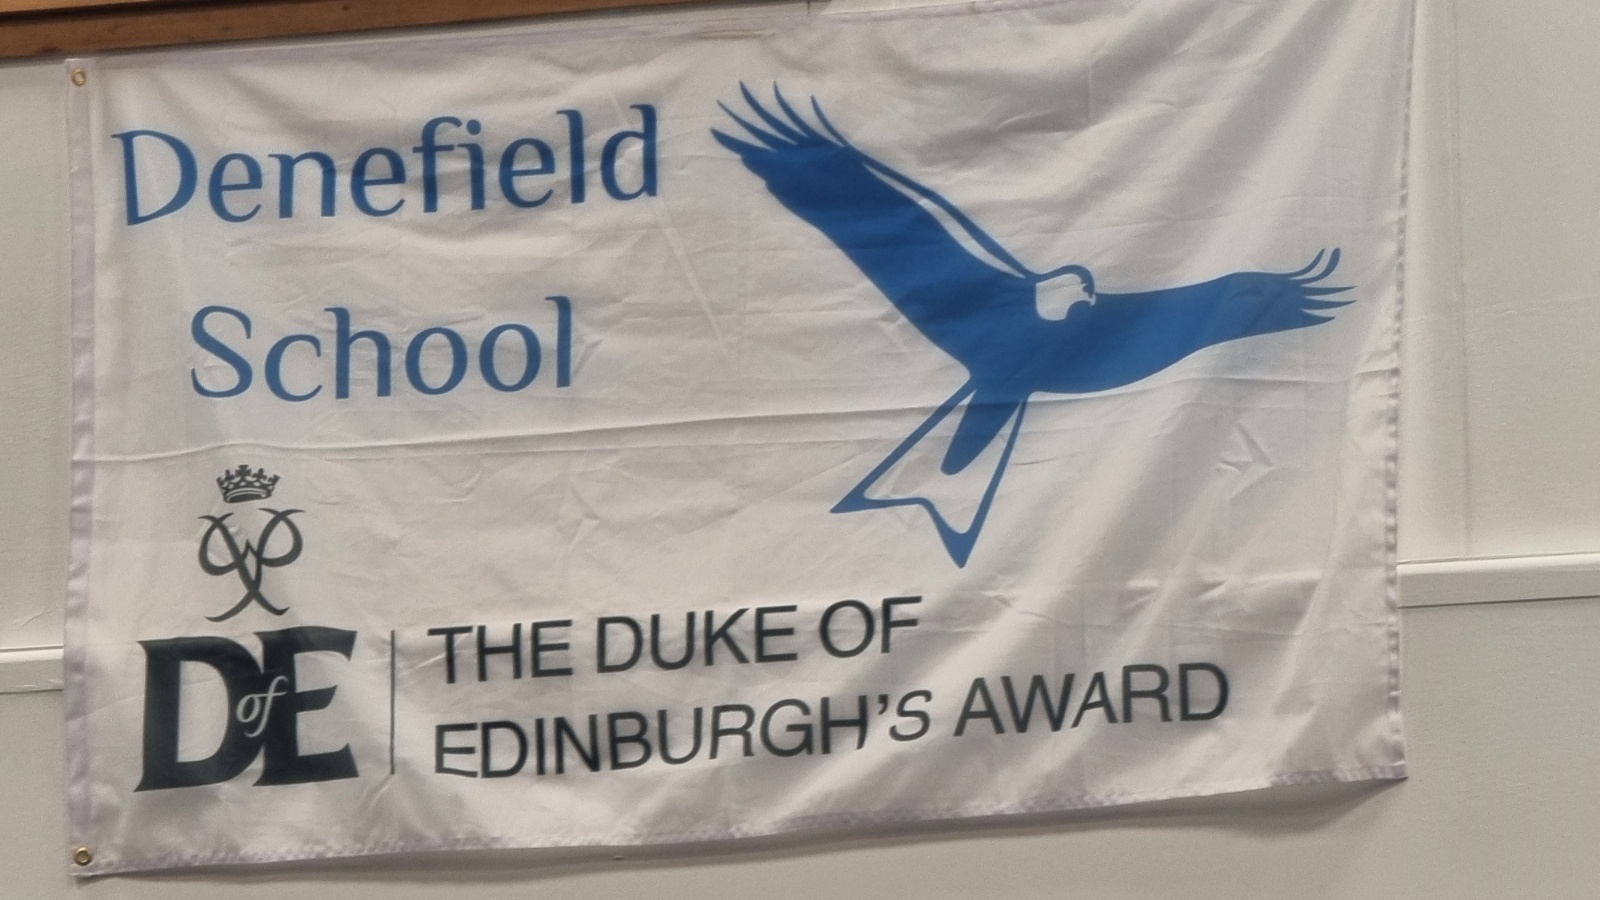 Denefield
School
DofE
THE DUKE OF
EDINBURGH'S AWARD